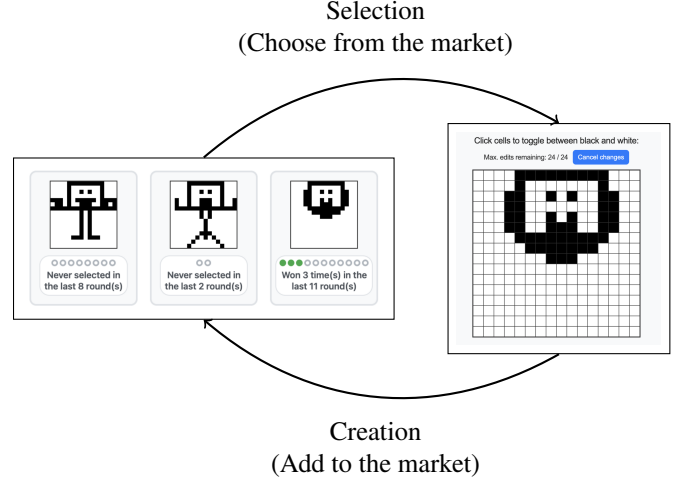 Selection
(Choose from the market)
Click cells to toggle between black and white:
Max. edits remaining: 24 / 24 Cancel changes
Never selected in
the last 8 round(s)
Never selected in
the last 2 round(s)
Won 3 time(s) in the
last 11 round(s)
Creation
(Add to the market)